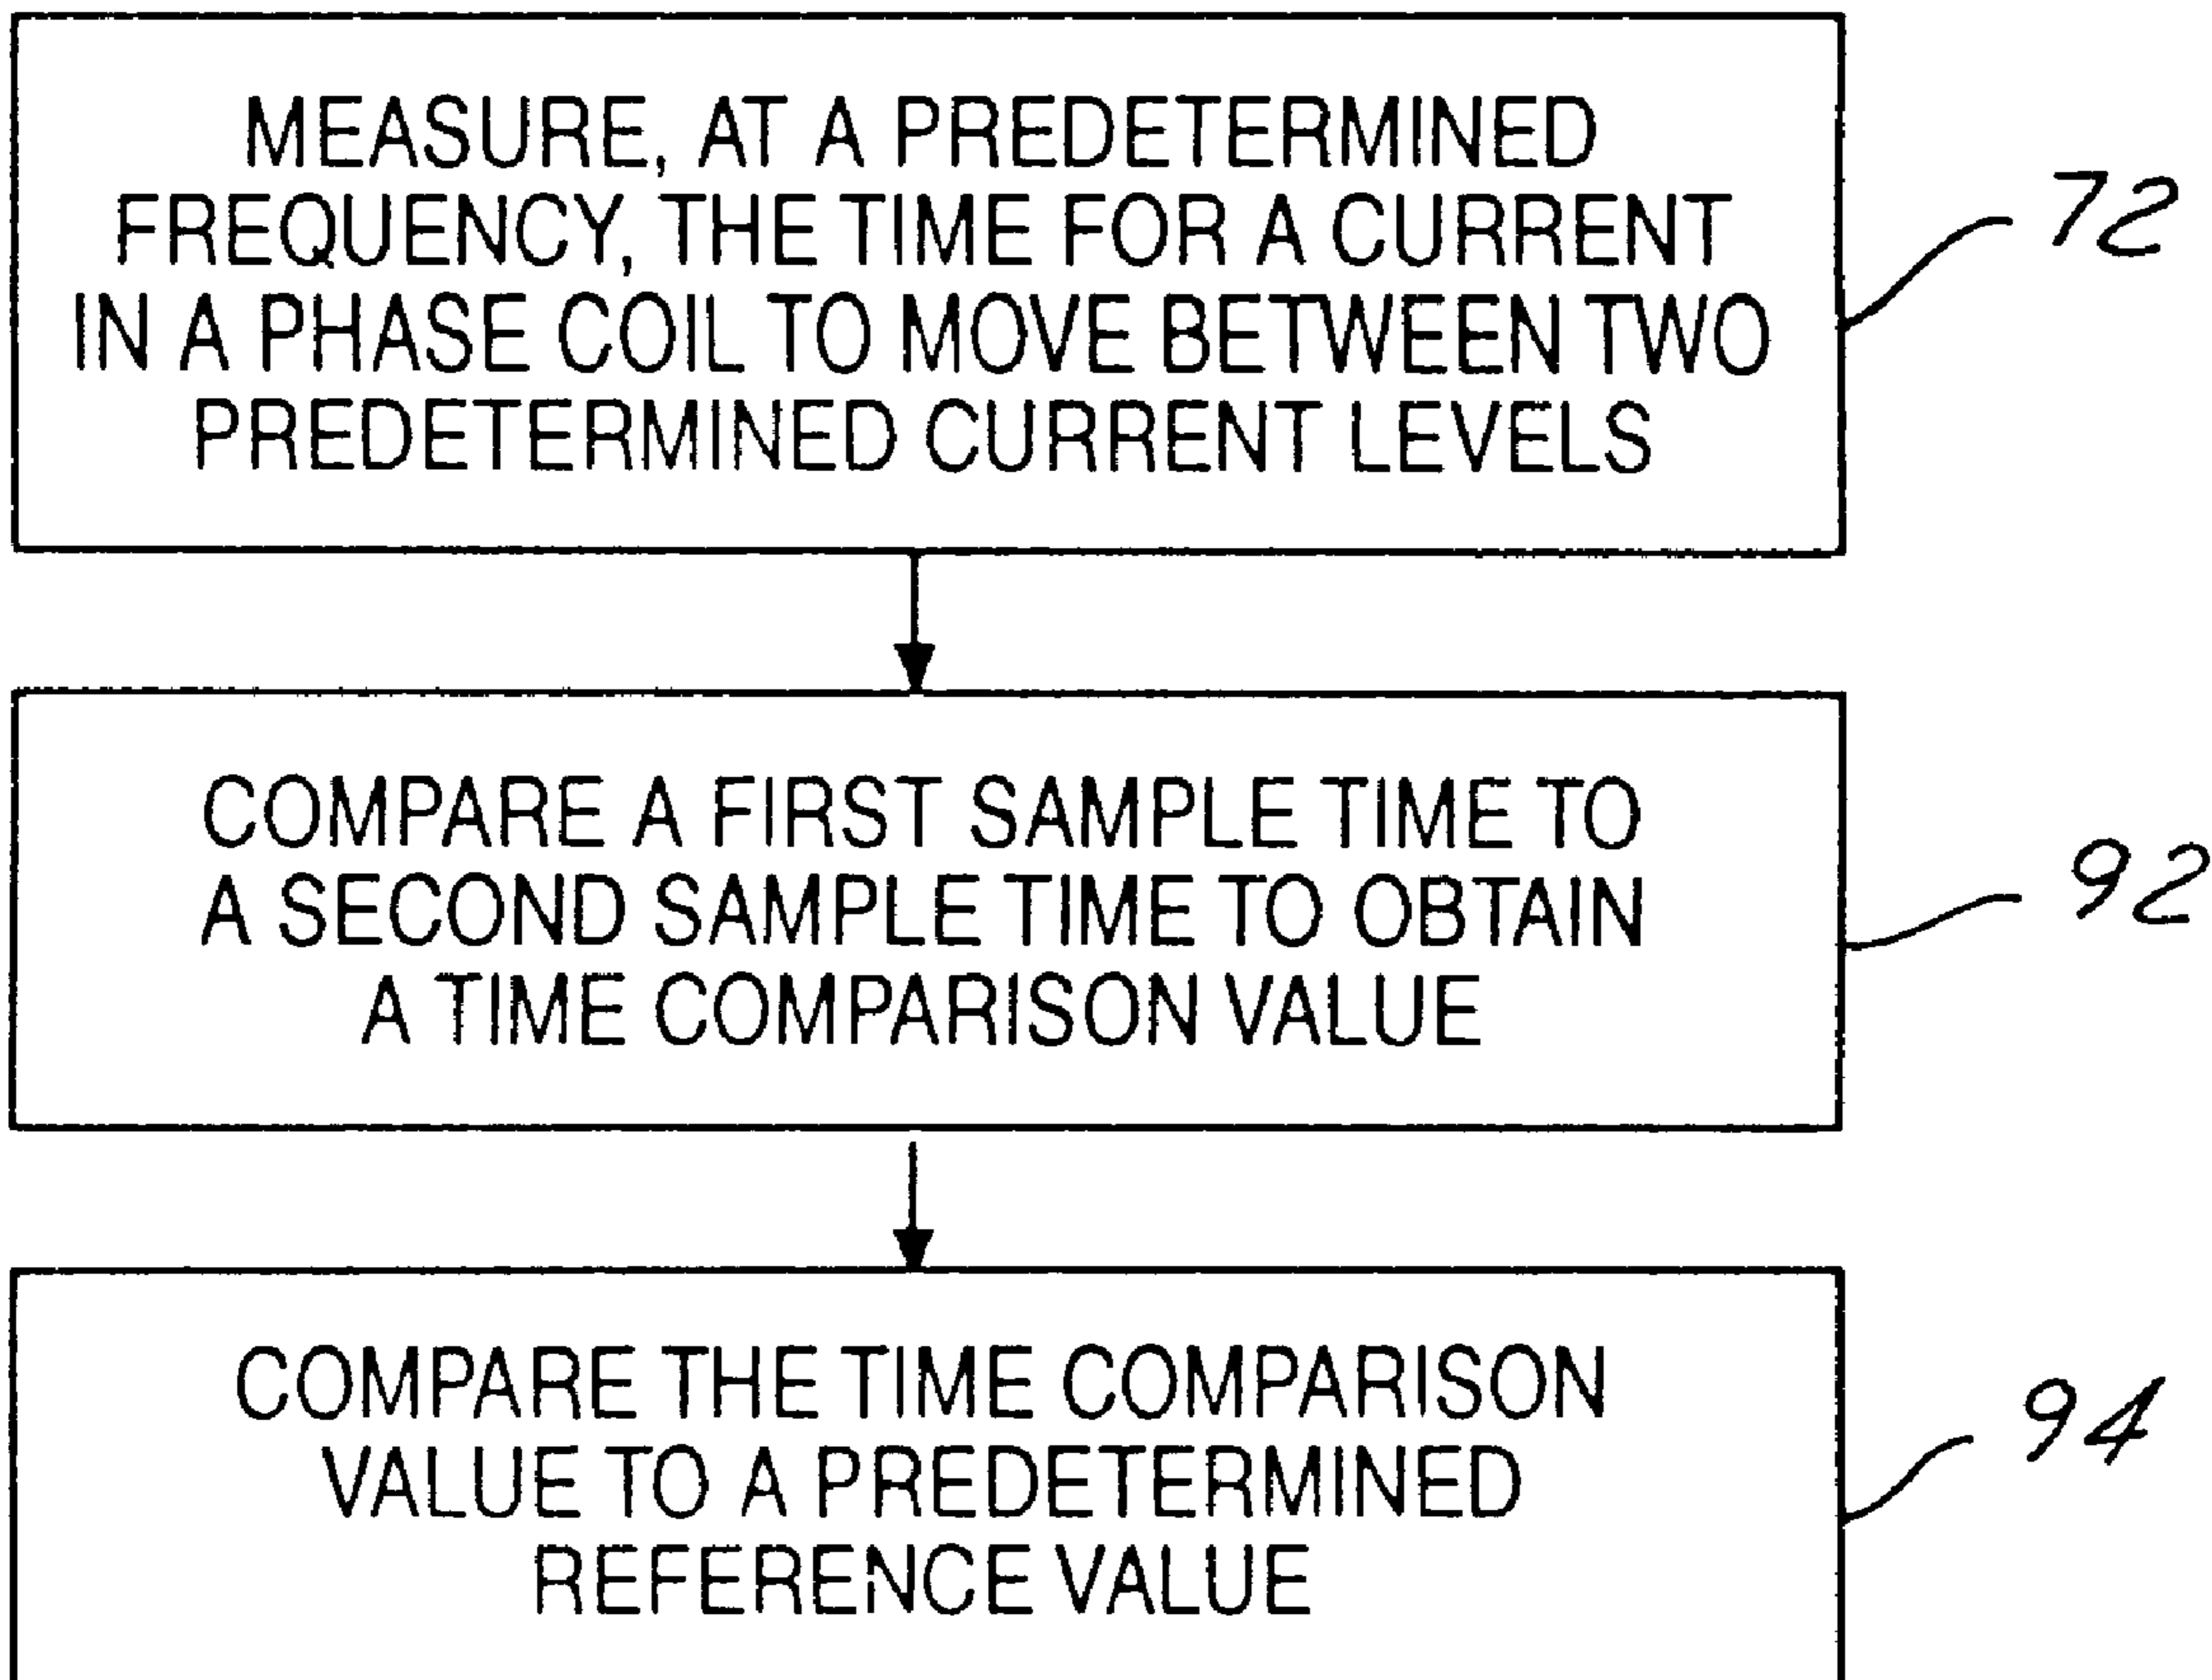 MEASURE, AT A PREDETERMINED
FREQUENCY, THE TIME FOR A CURRENT
IN A PHASE COIL TO MOVE BETWEEN TWO
PREDETERMINED CURRENT LEVELS
72
COMPARE A FIRST SAMPLE TIME TO
A SECOND SAMPLE TIME TO OBTAIN
A TIME COMPARISON VALUE
92
COMPARE THE TIME COMPARISON
VALUE TO A PREDETERMINED
REFERENCE VALUE
94